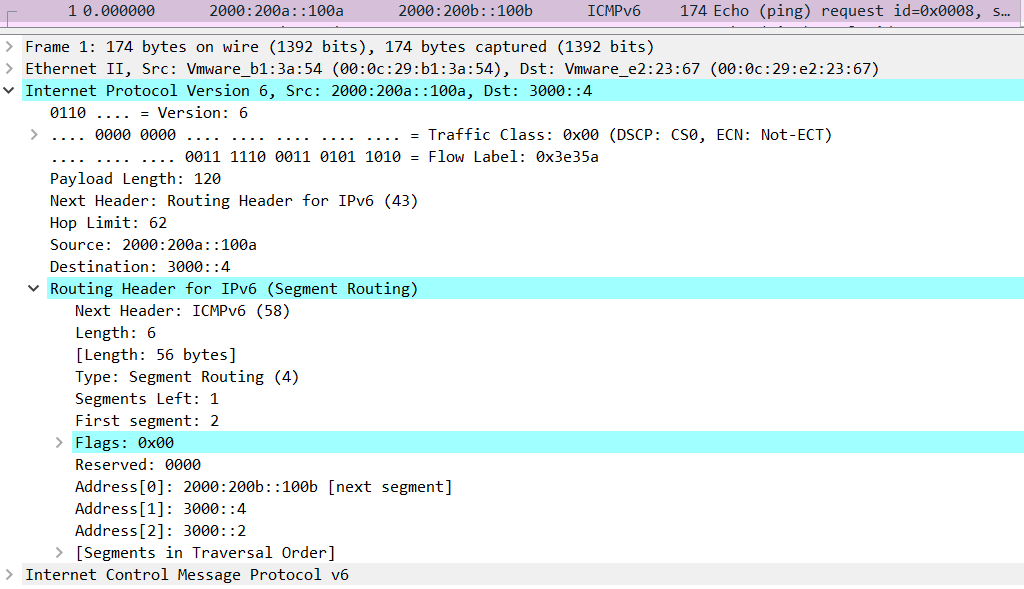 1 0.000000 2000:200a::100a 2000:200b::100b ICMPv6 174 Echo (ping) request id=0x0008, s…
Frame 1: 174 bytes on wire (1392 bits), 174 bytes captured (1392 bits)
Ethernet II, Src: Vmware_b1:3a:54 (00:0c:29:b1:3a:54), Dst: Vmware_e2:23:67 (00:0c:29:e2:23:67)
Internet Protocol Version 6, Src: 2000:200a::100a, Dst: 3000::4
0110 .... = Version: 6
.... 0000 0000 .... .... .... .... .... = Traffic Class: 0x00 (DSCP: CS0, ECN: Not-ECT)
.... .... .... 0011 1110 0011 0101 1010 = Flow Label: 0x3e35a
Payload Length: 120
Next Header: Routing Header for IPv6 (43)
Hop Limit: 62
Source: 2000:200a::100a
Destination: 3000::4
Routing Header for IPv6 (Segment Routing)
Next Header: ICMPv6 (58)
Length: 6
[Length: 56 bytes]
Type: Segment Routing (4)
Segments Left: 1
First segment: 2
Flags: 0x00
Reserved: 0000
Address[0]: 2000:200b::100b [next segment]
Address[1]: 3000::4
Address[2]: 3000::2
[Segments in Traversal Order]
Internet Control Message Protocol v6